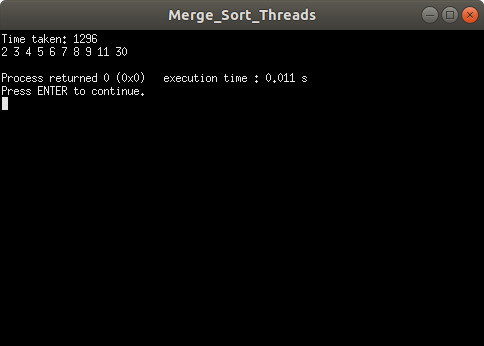 Merge_Sort_Threads
Time taken: 1296
2 3 4 5 6 7 8 9 11 30
Process returned 0 (0x0)   execution time : 0.011 s
Press ENTER to continue.